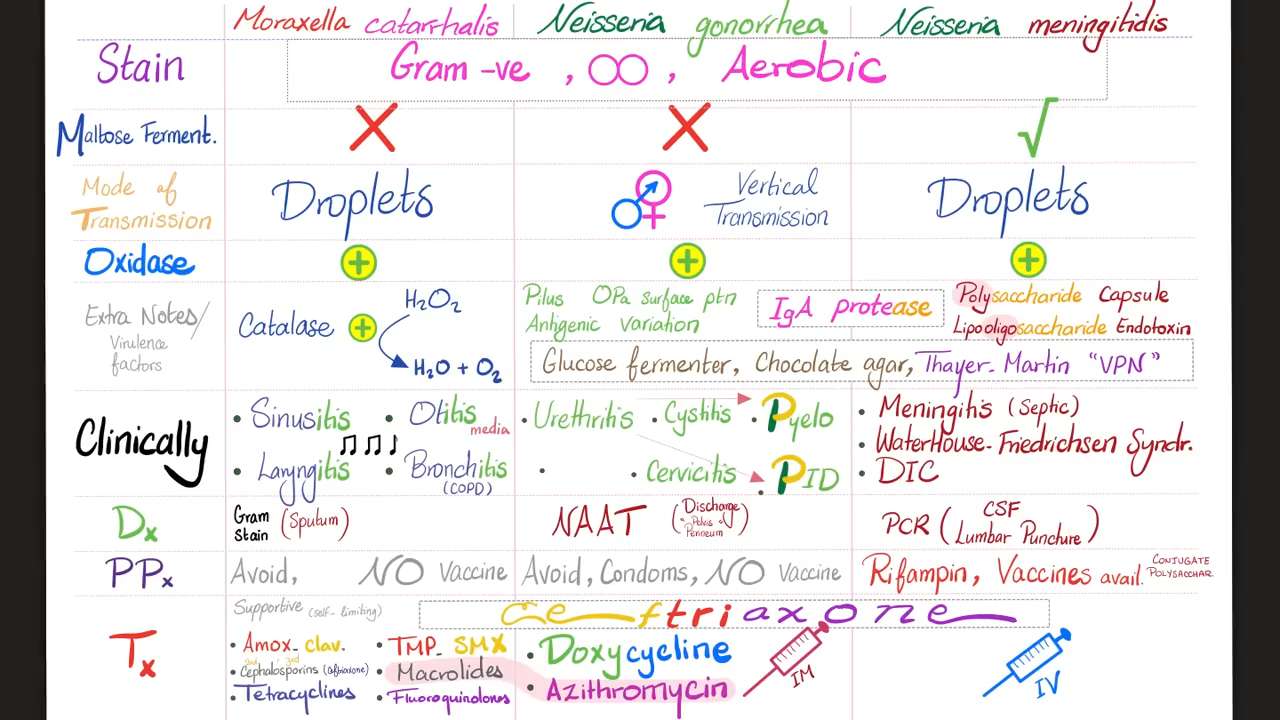 Moraxella catarrhalis Neisseria gonorrhea Neisseria meningitidis
Stain
Gram -ve , , Aerobic
Maltose Ferment.
Mode of
Transmission
Droplets
Vertical
Transmission
Droplets
Oxidase
+ + +
Extra Notes/
Virulence
factors
Catalase +
H₂O₂
H₂O + O₂
Pilus OPa surface ptn
Antigenic variation
IgA protease
Polysaccharide Capsule
Lipooligosaccharide Endotoxin
Glucose fermenter, Chocolate agar, Thayer-Martin "VPN"
Clinically
• Sinusitis • Otitis
media
• Laryngitis • Bronchitis
(COPD)
• Urethritis • Cystitis • Pyelo
• • Cervicitis • PID
• Meningitis (Septic)
• WaterHouse-Friedrichsen Syndr.
• DIC
Dx
Gram
Stain (Sputum)
NAAT (Discharge
"Pelvis °
Perineum)
PCR (CSF
Lumbar Puncture)
PPx
Avoid, NO Vaccine
Avoid, Condoms, NO Vaccine
Rifampin, Vaccines avail.
CONJUGATE
POLYSACCHAR.
Tx
Supportive (self-limiting)
Ceftriaxone
• Amox-clav. • TMP-SMX
2nd 3rd
• Cephalosporins • Macrolides
• Tetracyclines • Fluoroquinolones
• Doxycycline
• Azithromycin
IM
IV